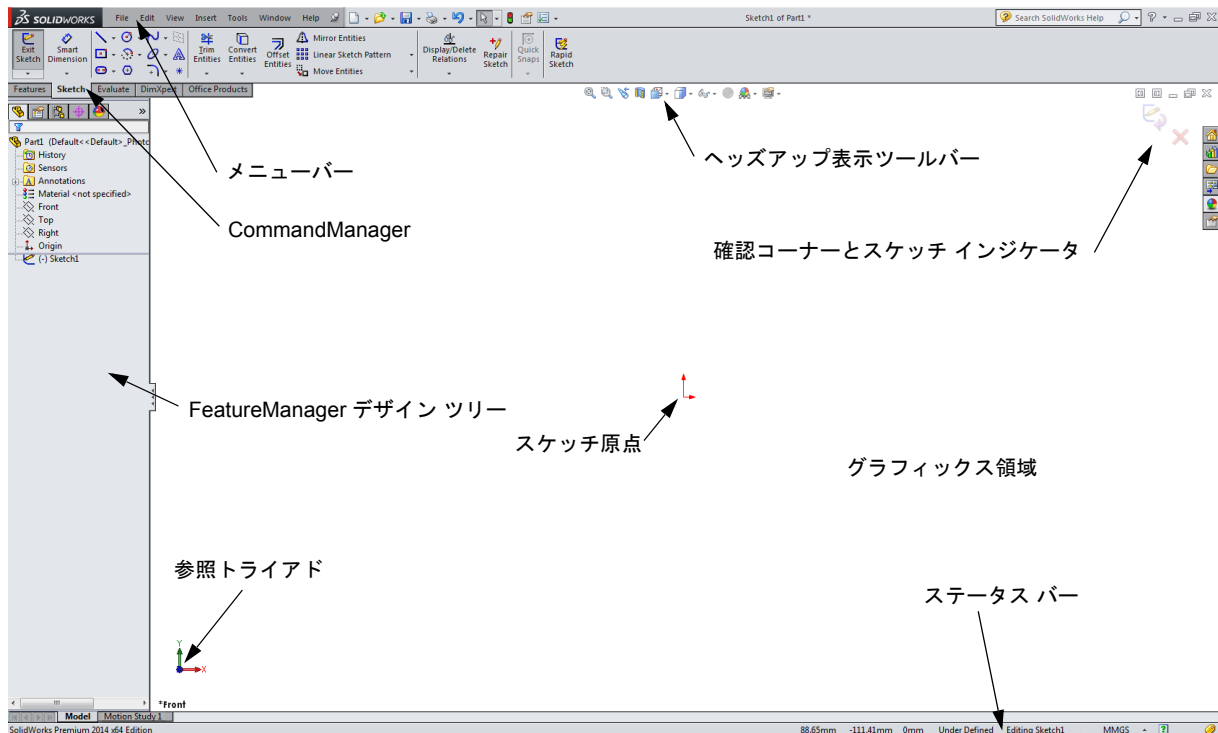 SOLIDWORKS File Edit View Insert Tools Window Help Sketch1 of Part1 * Search SolidWorks Help
Exit Sketch
Smart Dimension
Trim Entities
Convert Entities
Offset Entities
Mirror Entities
Linear Sketch Pattern
Move Entities
Display/Delete Relations
Repair Sketch
Quick Snaps
Rapid Sketch
Features Sketch Evaluate DimXpert Office Products
Part1 (Default<<Default>_Photo
History
Sensors
Annotations
Material <not specified>
Front
Top
Right
Origin
(-) Sketch1
メニューバー
ヘッズアップ表示ツールバー
CommandManager
確認コーナーとスケッチ インジケータ
FeatureManager デザイン ツリー
スケッチ原点
グラフィックス領域
参照トライアド
ステータス バー
Y
X
*Front
Model Motion Study 1
SolidWorks Premium 2014 x64 Edition 88.65mm -111.41mm 0mm Under Defined Editing Sketch1 MMGS